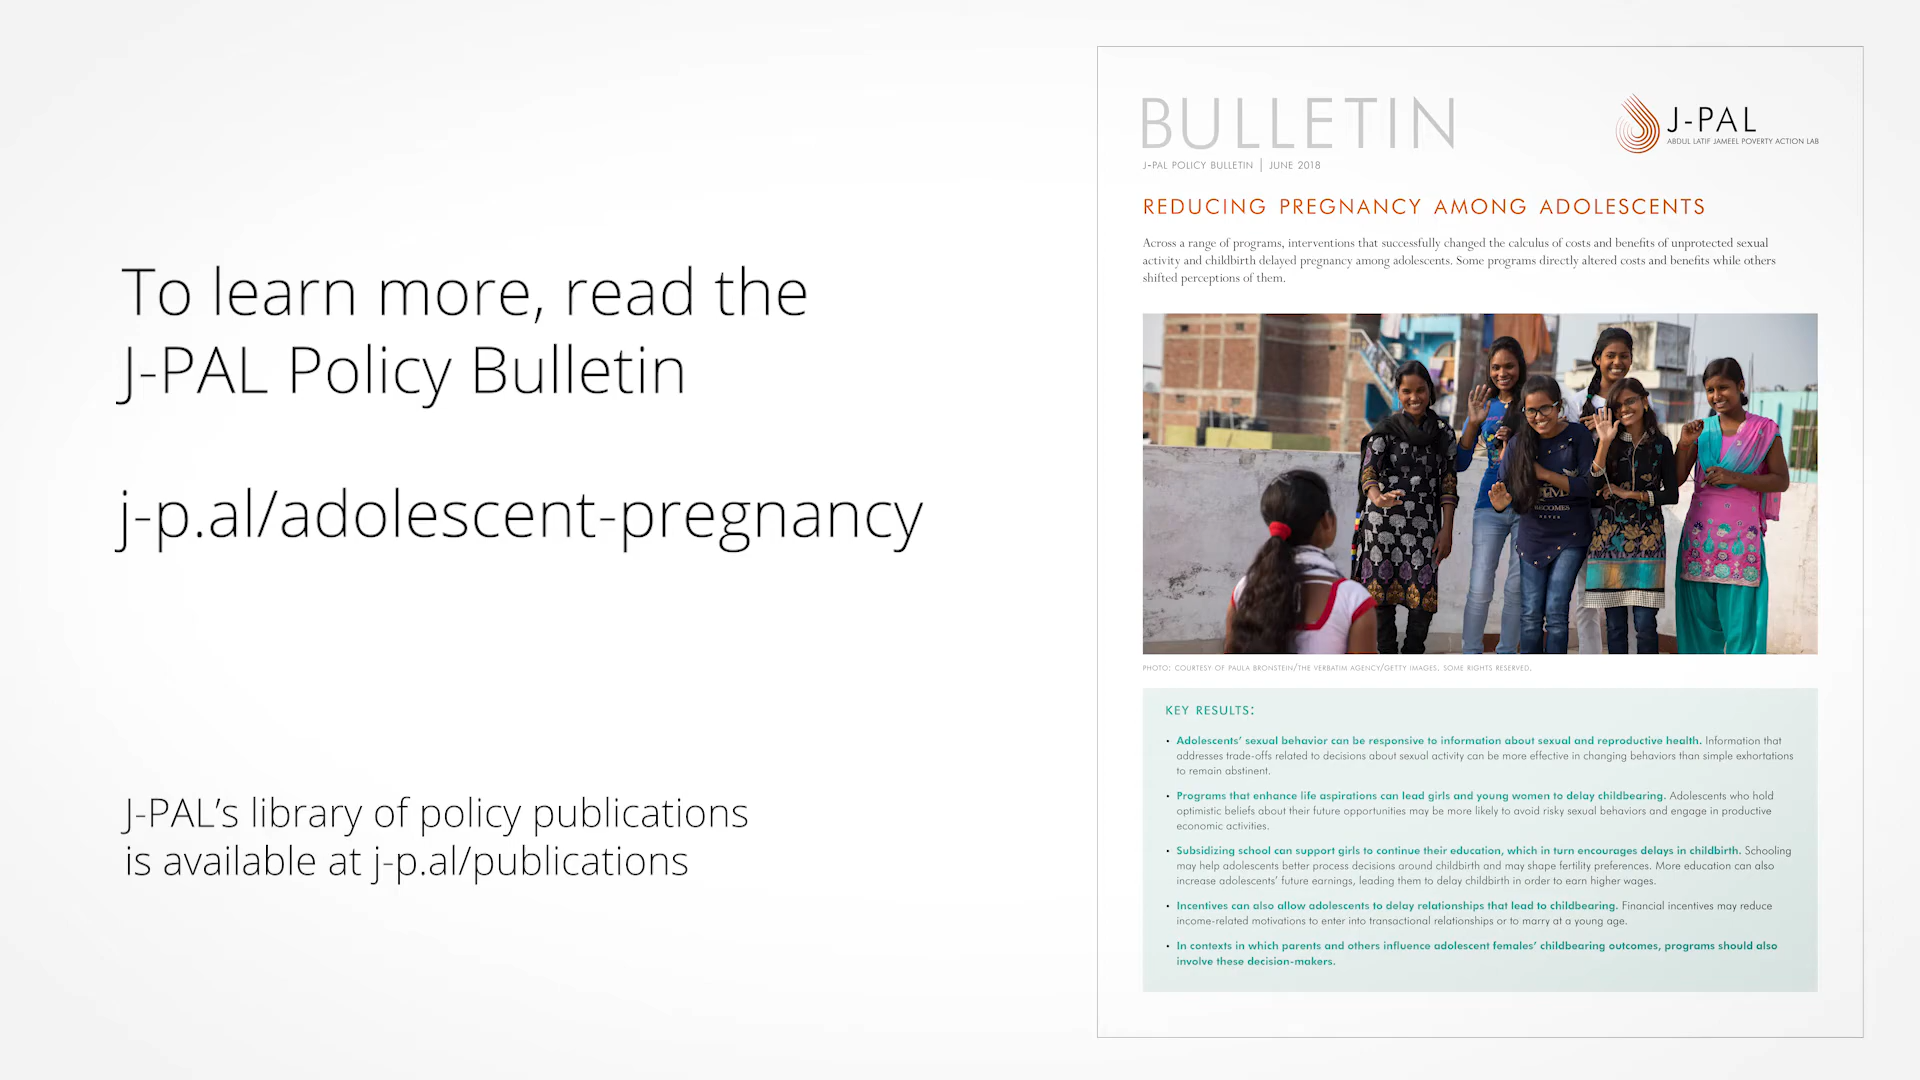 To learn more, read the
J-PAL Policy Bulletin
j-p.al/adolescent-pregnancy
J-PAL’s library of policy publications
is available at j-p.al/publications
BULLETIN
J-PAL POLICY BULLETIN | JUNE 2018
J-PAL
ABDUL LATIF JAMEEL POVERTY ACTION LAB
REDUCING PREGNANCY AMONG ADOLESCENTS
Across a range of programs, interventions that successfully changed the calculus of costs and benefits of unprotected sexual
activity and childbirth delayed pregnancy among adolescents. Some programs directly altered costs and benefits while others
shifted perceptions of them.
BECOMES
PHOTO: COURTESY OF PAULA BRONSTEIN/THE VERBATIM AGENCY/GETTY IMAGES. SOME RIGHTS RESERVED.
KEY RESULTS:
• Adolescents’ sexual behavior can be responsive to information about sexual and reproductive health. Information that
addresses trade-offs related to decisions about sexual activity can be more effective in changing behaviors than simple exhortations
to remain abstinent.
• Programs that enhance life aspirations can lead girls and young women to delay childbearing. Adolescents who hold
optimistic beliefs about their future opportunities may be more likely to avoid risky sexual behaviors and engage in productive
economic activities.
• Subsidizing school can support girls to continue their education, which in turn encourages delays in childbirth. Schooling
may help adolescents better process decisions around childbirth and may shape fertility preferences. More education can also
increase adolescents’ future earnings, leading them to delay childbirth in order to earn higher wages.
• Incentives can also allow adolescents to delay relationships that lead to childbearing. Financial incentives may reduce
income-related motivations to enter into transactional relationships or to marry at a young age.
• In contexts in which parents and others influence adolescent females’ childbearing outcomes, programs should also
involve these decision-makers.